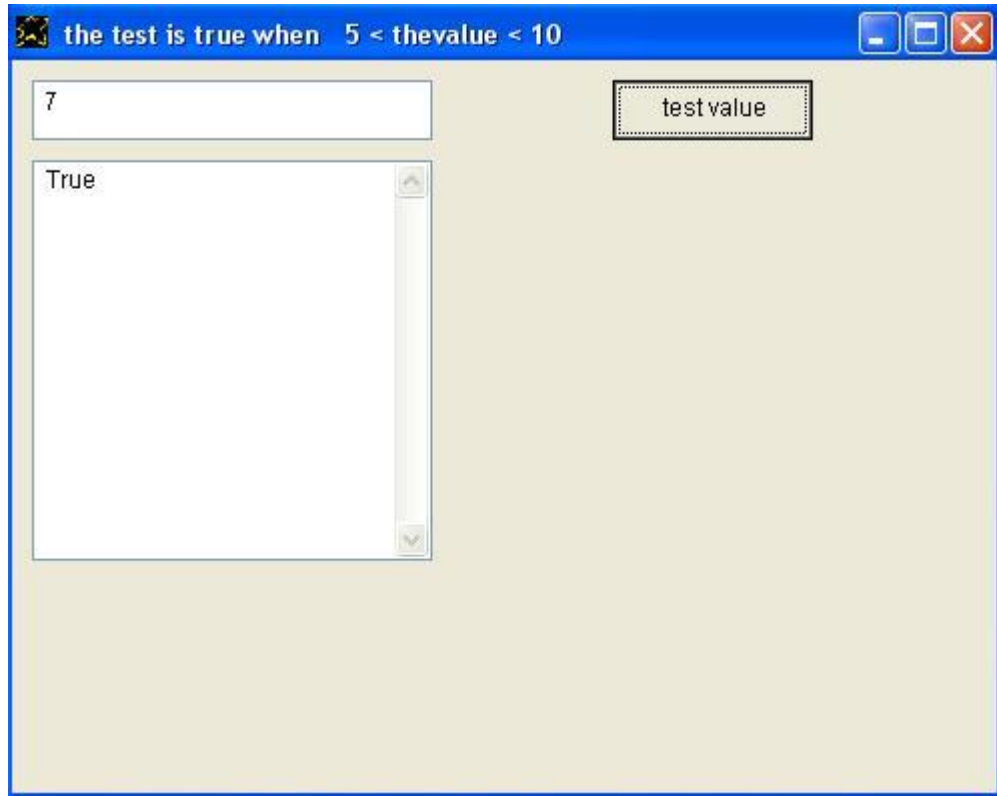 the test is true when   5 < thevalue < 10
7
test value
True